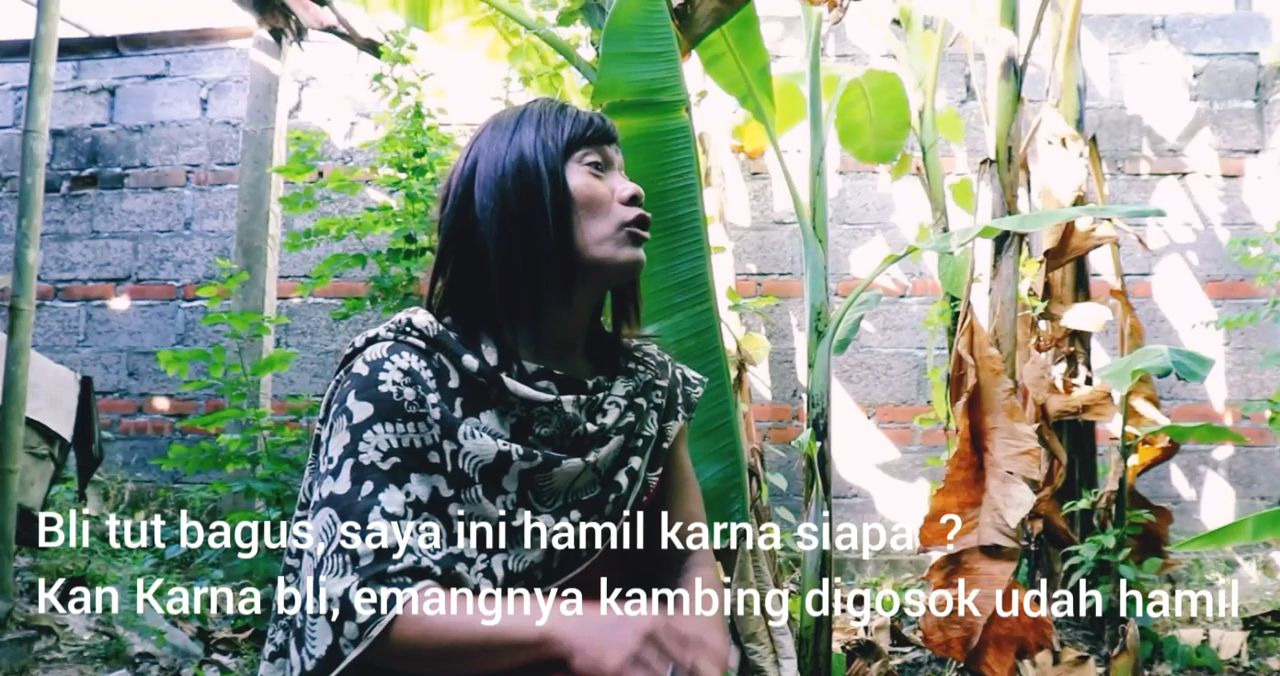 Bli tut bagus, saya ini hamil karna siapa ?
Kan Karna bli, emangnya kambing digosok udah hamil